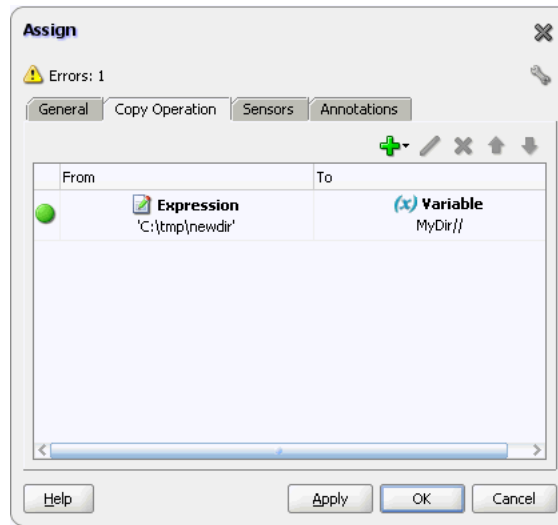 Assign
Errors: 1
General Copy Operation Sensors Annotations
From To
Expression (x) Variable
'C:\tmp\newdir' MyDir//
Help Apply OK Cancel